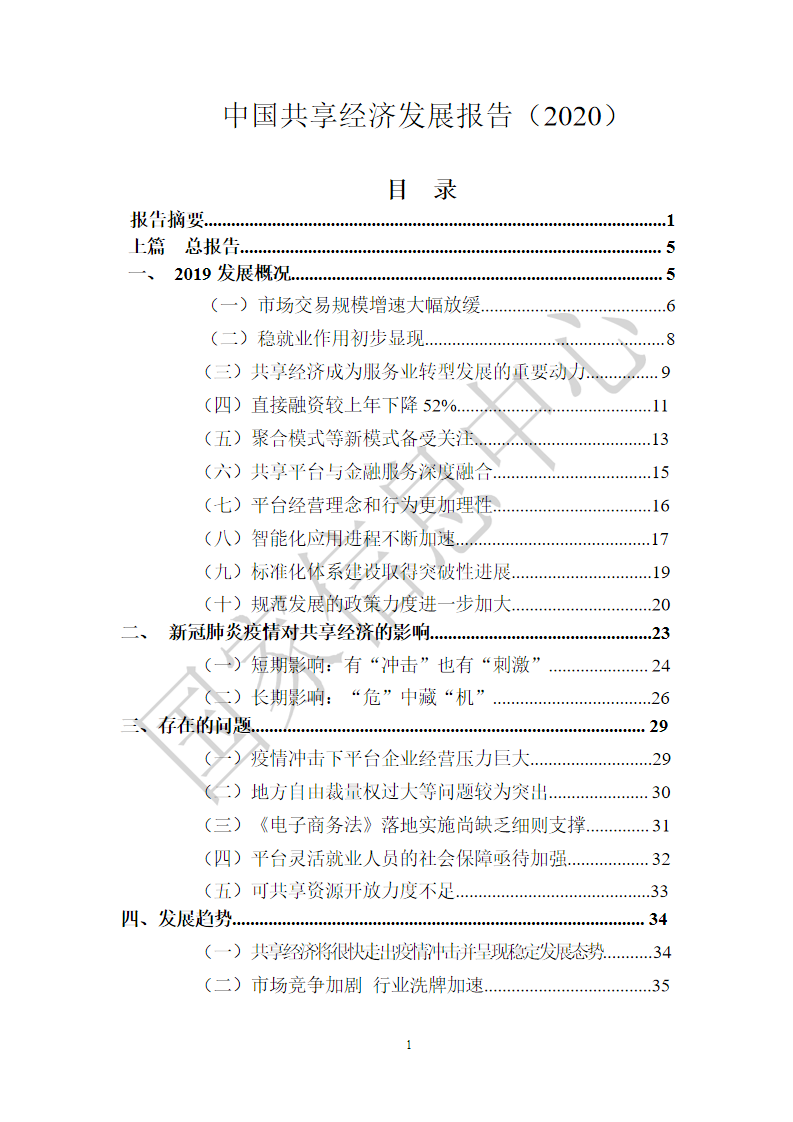 中国共享经济发展报告（2020）
目 录
报告摘要....................................................................................................1
上篇 总报告............................................................................................ 5
一、 2019 发展概况................................................................................. 5
（一）市场交易规模增速大幅放缓........................................6
（二）稳就业作用初步显现....................................................8
（三）共享经济成为服务业转型发展的重要动力................ 9
（四）直接融资较上年下降 52%..........................................11
（五）聚合模式等新模式备受关注......................................13
（六）共享平台与金融服务深度融合..................................15
（七）平台经营理念和行为更加理性..................................16
（八）智能化应用进程不断加速..........................................17
（九）标准化体系建设取得突破性进展..............................19
（十）规范发展的政策力度进一步加大..............................20
二、 新冠肺炎疫情对共享经济的影响.................................................23
（一）短期影响：有“冲击”也有“刺激”...................... 24
（二）长期影响：“危”中藏“机”..................................26
三、存在的问题...................................................................................... 29
（一）疫情冲击下平台企业经营压力巨大..........................29
（二）地方自由裁量权过大等问题较为突出...................... 30
（三）《电子商务法》落地实施尚缺乏细则支撑.............. 31
（四）平台灵活就业人员的社会保障亟待加强.................. 32
（五）可共享资源开放力度不足..........................................33
四、发展趋势.......................................................................................... 34
（一）共享经济将很快走出疫情冲击并呈现稳定发展态势...........34
（二）市场竞争加剧 行业洗牌加速....................................35
国家信息中心
1